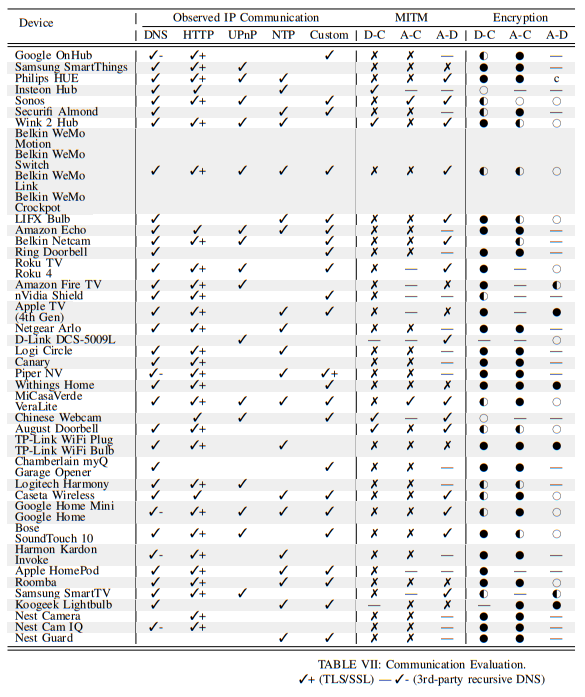 Device Observed IP Communication MITM Encryption
DNS HTTP UPnP NTP Custom D-C A-C A-D D-C A-C A-D
Google OnHub ✓- ✓+ ✓ ✗ ✗ — ◐ ● —
Samsung SmartThings ✓ ✓+ ✓ ✗ ✗ ✗ ● ● —
Philips HUE ✓ ✓+ ✓ ✓ ✗ ✗ ✓ ● ● c
Insteon Hub ✓ ✓ ✓ ✓ — — ○ — —
Sonos ✓ ✓+ ✓ ✓ ✗ ✓ ✓ ◐ ○ ○
Securifi Almond ✓ ✓ ✓ ✗ ✗ — ◐ ● —
Wink 2 Hub ✓ ✓+ ✓ ✓ ✓ ✓ ✗ ✓ ● ◐ ○
Belkin WeMo
Motion
Belkin WeMo
Switch
Belkin WeMo ✓ ✓+ ✓ ✓ ✓ ✗ ✗ ✓ ◐ ◐ ○
Link
Belkin WeMo
Crockpot
LIFX Bulb ✓ ✓ ✓ ✗ ✗ ✓ ● ◐ ○
Amazon Echo ✓ ✓ ✓ ✓ ✓ ✗ ✗ — ● ● —
Belkin Netcam ✓ ✓+ ✓ ✓ ✗ ✗ ✓ ◐ —
Ring Doorbell ✓ ✓ ✗ ✗ — ● ● —
Roku TV
Roku 4 ✓ ✓+ ✓ ✓ ✗ — ✓ ● — ○
Amazon Fire TV ✓ ✓+ ✓ ✗ — ✗ ● — ◐
nVidia Shield ✓ ✓+ ✓ ✗ — — ◐ — —
Apple TV
(4th Gen) ✓ ✓+ ✓ ✓ ✗ — ✗ ● — ●
Netgear Arlo ✓ ✓+ ✓ ✗ ✗ — ● ● —
D-Link DCS-5009L ✓ — — ✓ — — ○
Logi Circle ✓ ✓+ ✓ ✗ ✗ — ● ● —
Canary ✓ ✓+ ✗ ✗ — ● ● —
Piper NV ✓- ✓+ ✓ ✓+ ✗ ✗ — ● ● —
Withings Home ✓ ✓+ ✓ ✗ ✗ ✗ ● ● ●
MiCasaVerde
VeraLite ✓ ✓+ ✓ ✓ ✓ ✗ ✓ ✓ ◐ ● ○
Chinese Webcam ✓ ✓ ✓ ✓ — ✓ ○ — —
August Doorbell ✓ ✓+ ✓ ✗ ✓ ◐ ◐ ○
TP-Link WiFi Plug
TP-Link WiFi Bulb ✓ ✓+ ✓ ✗ ✗ ✗ ● ● ●
Chamberlain myQ
Garage Opener ✓ ✓ ✗ ✗ — ● ● —
Logitech Harmony ✓ ✓+ ✓ ✗ ✗ — ◐ ◐ —
Caseta Wireless ✓ ✓ ✓ ✓ ✗ ✗ ✓ ◐ ● ○
Google Home Mini
Google Home ✓- ✓+ ✓ ✓ ✓ ✗ ✗ ✓ ◐ ● ○
Bose
SoundTouch 10 ✓ ✓+ ✓ ✓ ✗ ✗ ✓ ● ◐ ○
Harmon Kardon
Invoke ✓- ✓+ ✓ ✗ ✗ — ● ● —
Apple HomePod ✓ ✓+ ✓ ✓ ✗ — — ● — —
Roomba ✓ ✓+ ✓ ✓ ✗ ✗ ✗ ● ● ○
Samsung SmartTV ✓ ✓+ ✓ ✗ — ✓ ◐ — ◐
Koogeek Lightbulb ✓ ✓ ✓ — ✗ ✗ — ● ●
Nest Camera ✓+ ✗ ✗ — ● ● —
Nest Cam IQ ✓- ✓+ ✗ ✗ — ● ● —
Nest Guard ✓ ✓ ✗ ✗ — ● ● —
TABLE VII: Communication Evaluation.
✓+ (TLS/SSL) — ✓- (3rd-party recursive DNS)